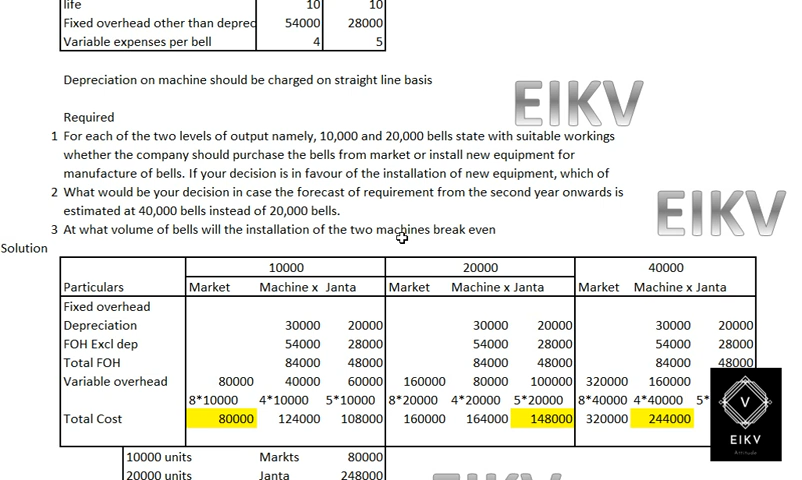 life 10 10
Fixed overhead other than deprec 54000 28000
Variable expenses per bell 4 5
Depreciation on machine should be charged on straight line basis
EIKV
Required
1 For each of the two levels of output namely, 10,000 and 20,000 bells state with suitable workings
whether the company should purchase the bells from market or install new equipment for
manufacture of bells. If your decision is in favour of the installation of new equipment, which of
2 What would be your decision in case the forecast of requirement from the second year onwards is
estimated at 40,000 bells instead of 20,000 bells.
EIKV
3 At what volume of bells will the installation of the two machines break even
Solution
10000 20000 40000
Particulars Market Machine x Janta Market Machine x Janta Market Machine x Janta
Fixed overhead
Depreciation 30000 20000 30000 20000 30000 20000
FOH Excl dep 54000 28000 54000 28000 54000 28000
Total FOH 84000 48000 84000 48000 84000 48000
Variable overhead 80000 40000 60000 160000 80000 100000 320000 160000
8*10000 4*10000 5*10000 8*20000 4*20000 5*20000 8*40000 4*40000 5*
Total Cost 80000 124000 108000 160000 164000 148000 320000 244000
V
EIKV
Attitude
10000 units Markts 80000
20000 units Janta 248000
EIKV